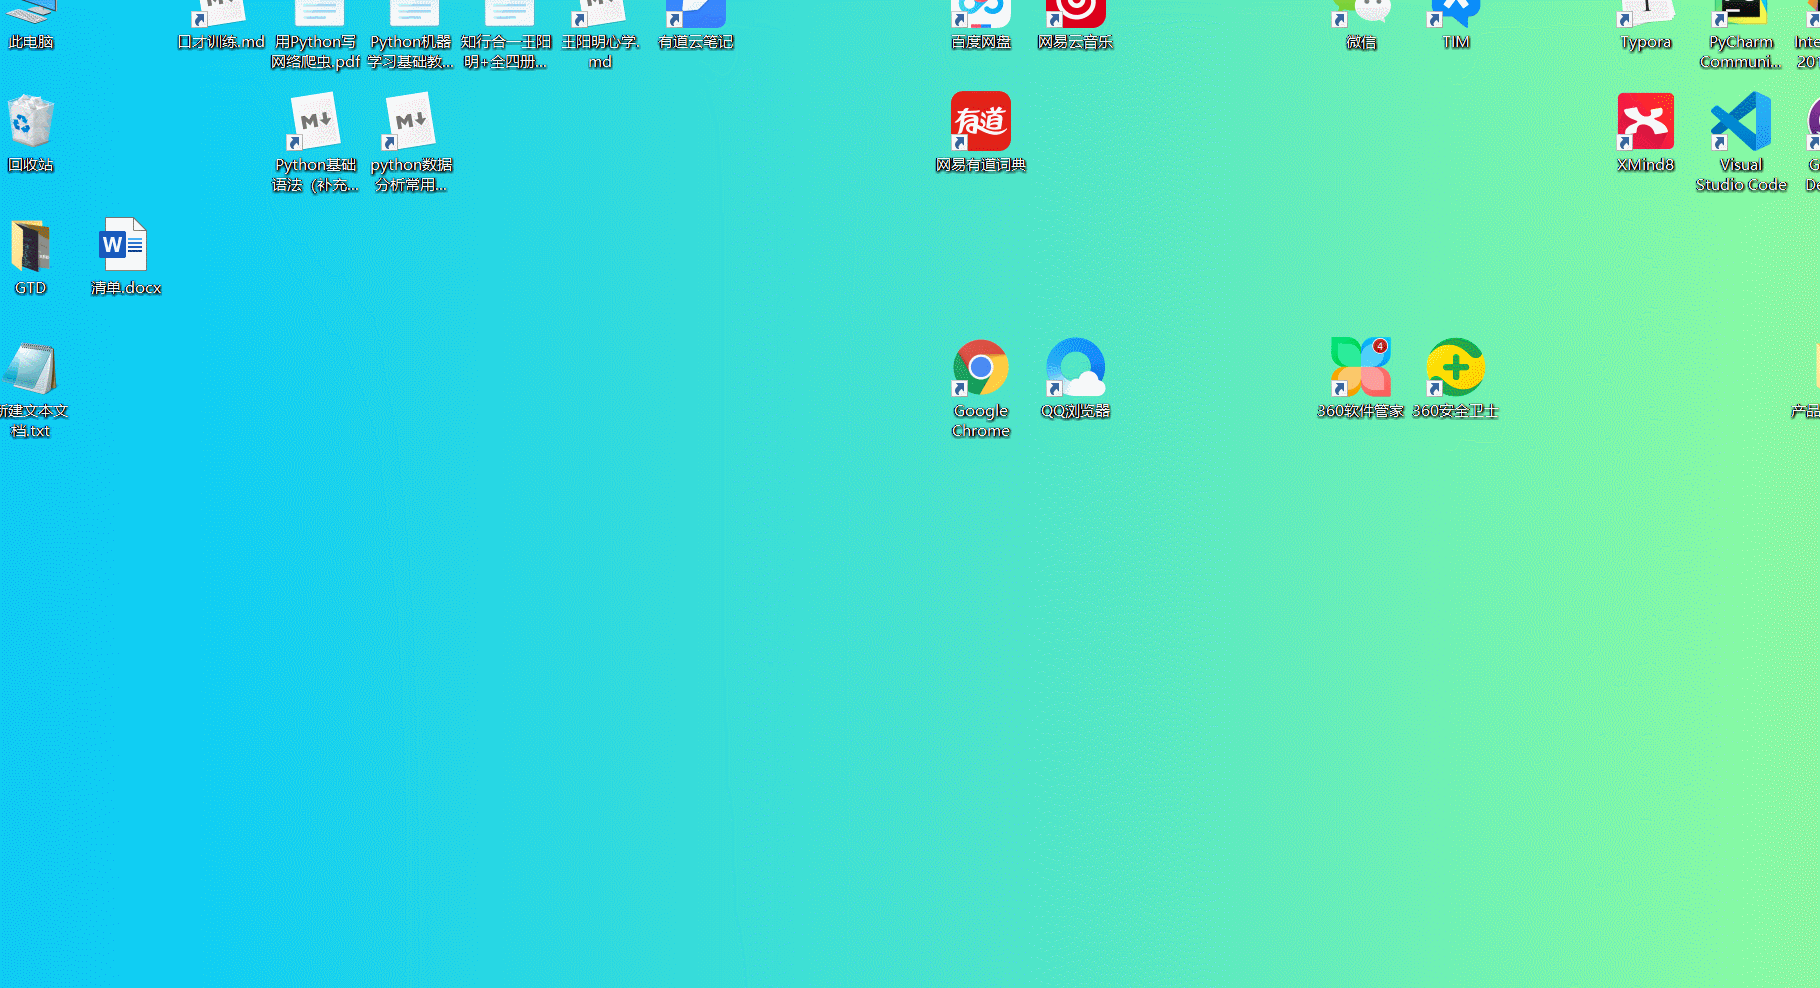 此电脑
口才训练.md
用Python写
网络爬虫.pdf
Python机器
学习基础教...
知行合一王阳
明+全四册...
王阳明心学.
md
有道云笔记
百度网盘
网易云音乐
微信
TIM
Typora
PyCharm
Communi...
Inte
201
回收站
M
Python基础
语法（补充...
M
python数据
分析常用...
有道
网易有道词典
XMind8
Visual
Studio Code
G
De
GTD
W
清单.docx
新建文本文
档.txt
Google
Chrome
QQ浏览器
4
360软件管家
360安全卫士
产品